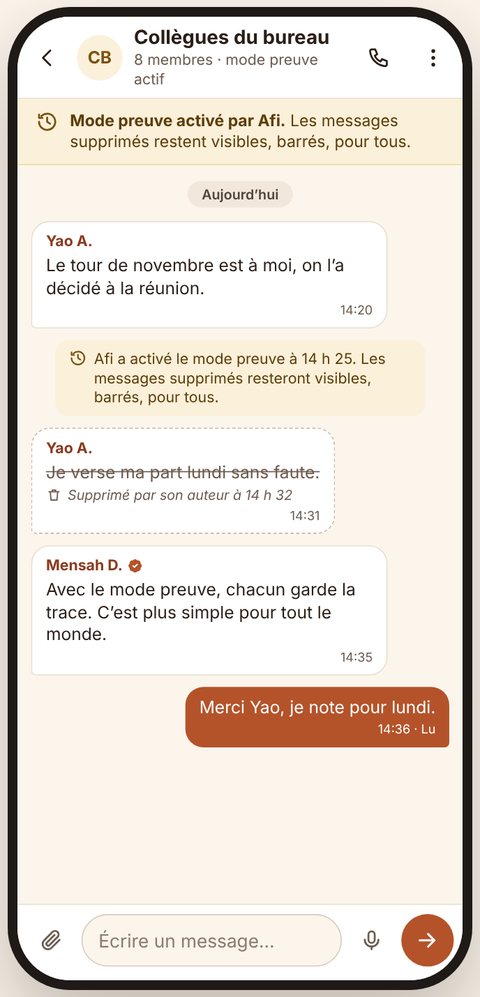 Collègues du bureau
CB
8 membres · mode preuve
actif
Mode preuve activé par Afi. Les messages
supprimés restent visibles, barrés, pour tous.
Aujourd’hui
Yao A.
Le tour de novembre est à moi, on l’a
décidé à la réunion.
14:20
Afi a activé le mode preuve à 14 h 25. Les
messages supprimés resteront visibles,
barrés, pour tous.
Yao A.
Je verse ma part lundi sans faute.
Supprimé par son auteur à 14 h 32
14:31
Mensah D.
Avec le mode preuve, chacun garde la
trace. C’est plus simple pour tout le
monde.
14:35
Merci Yao, je note pour lundi.
14:36 · Lu
Écrire un message…